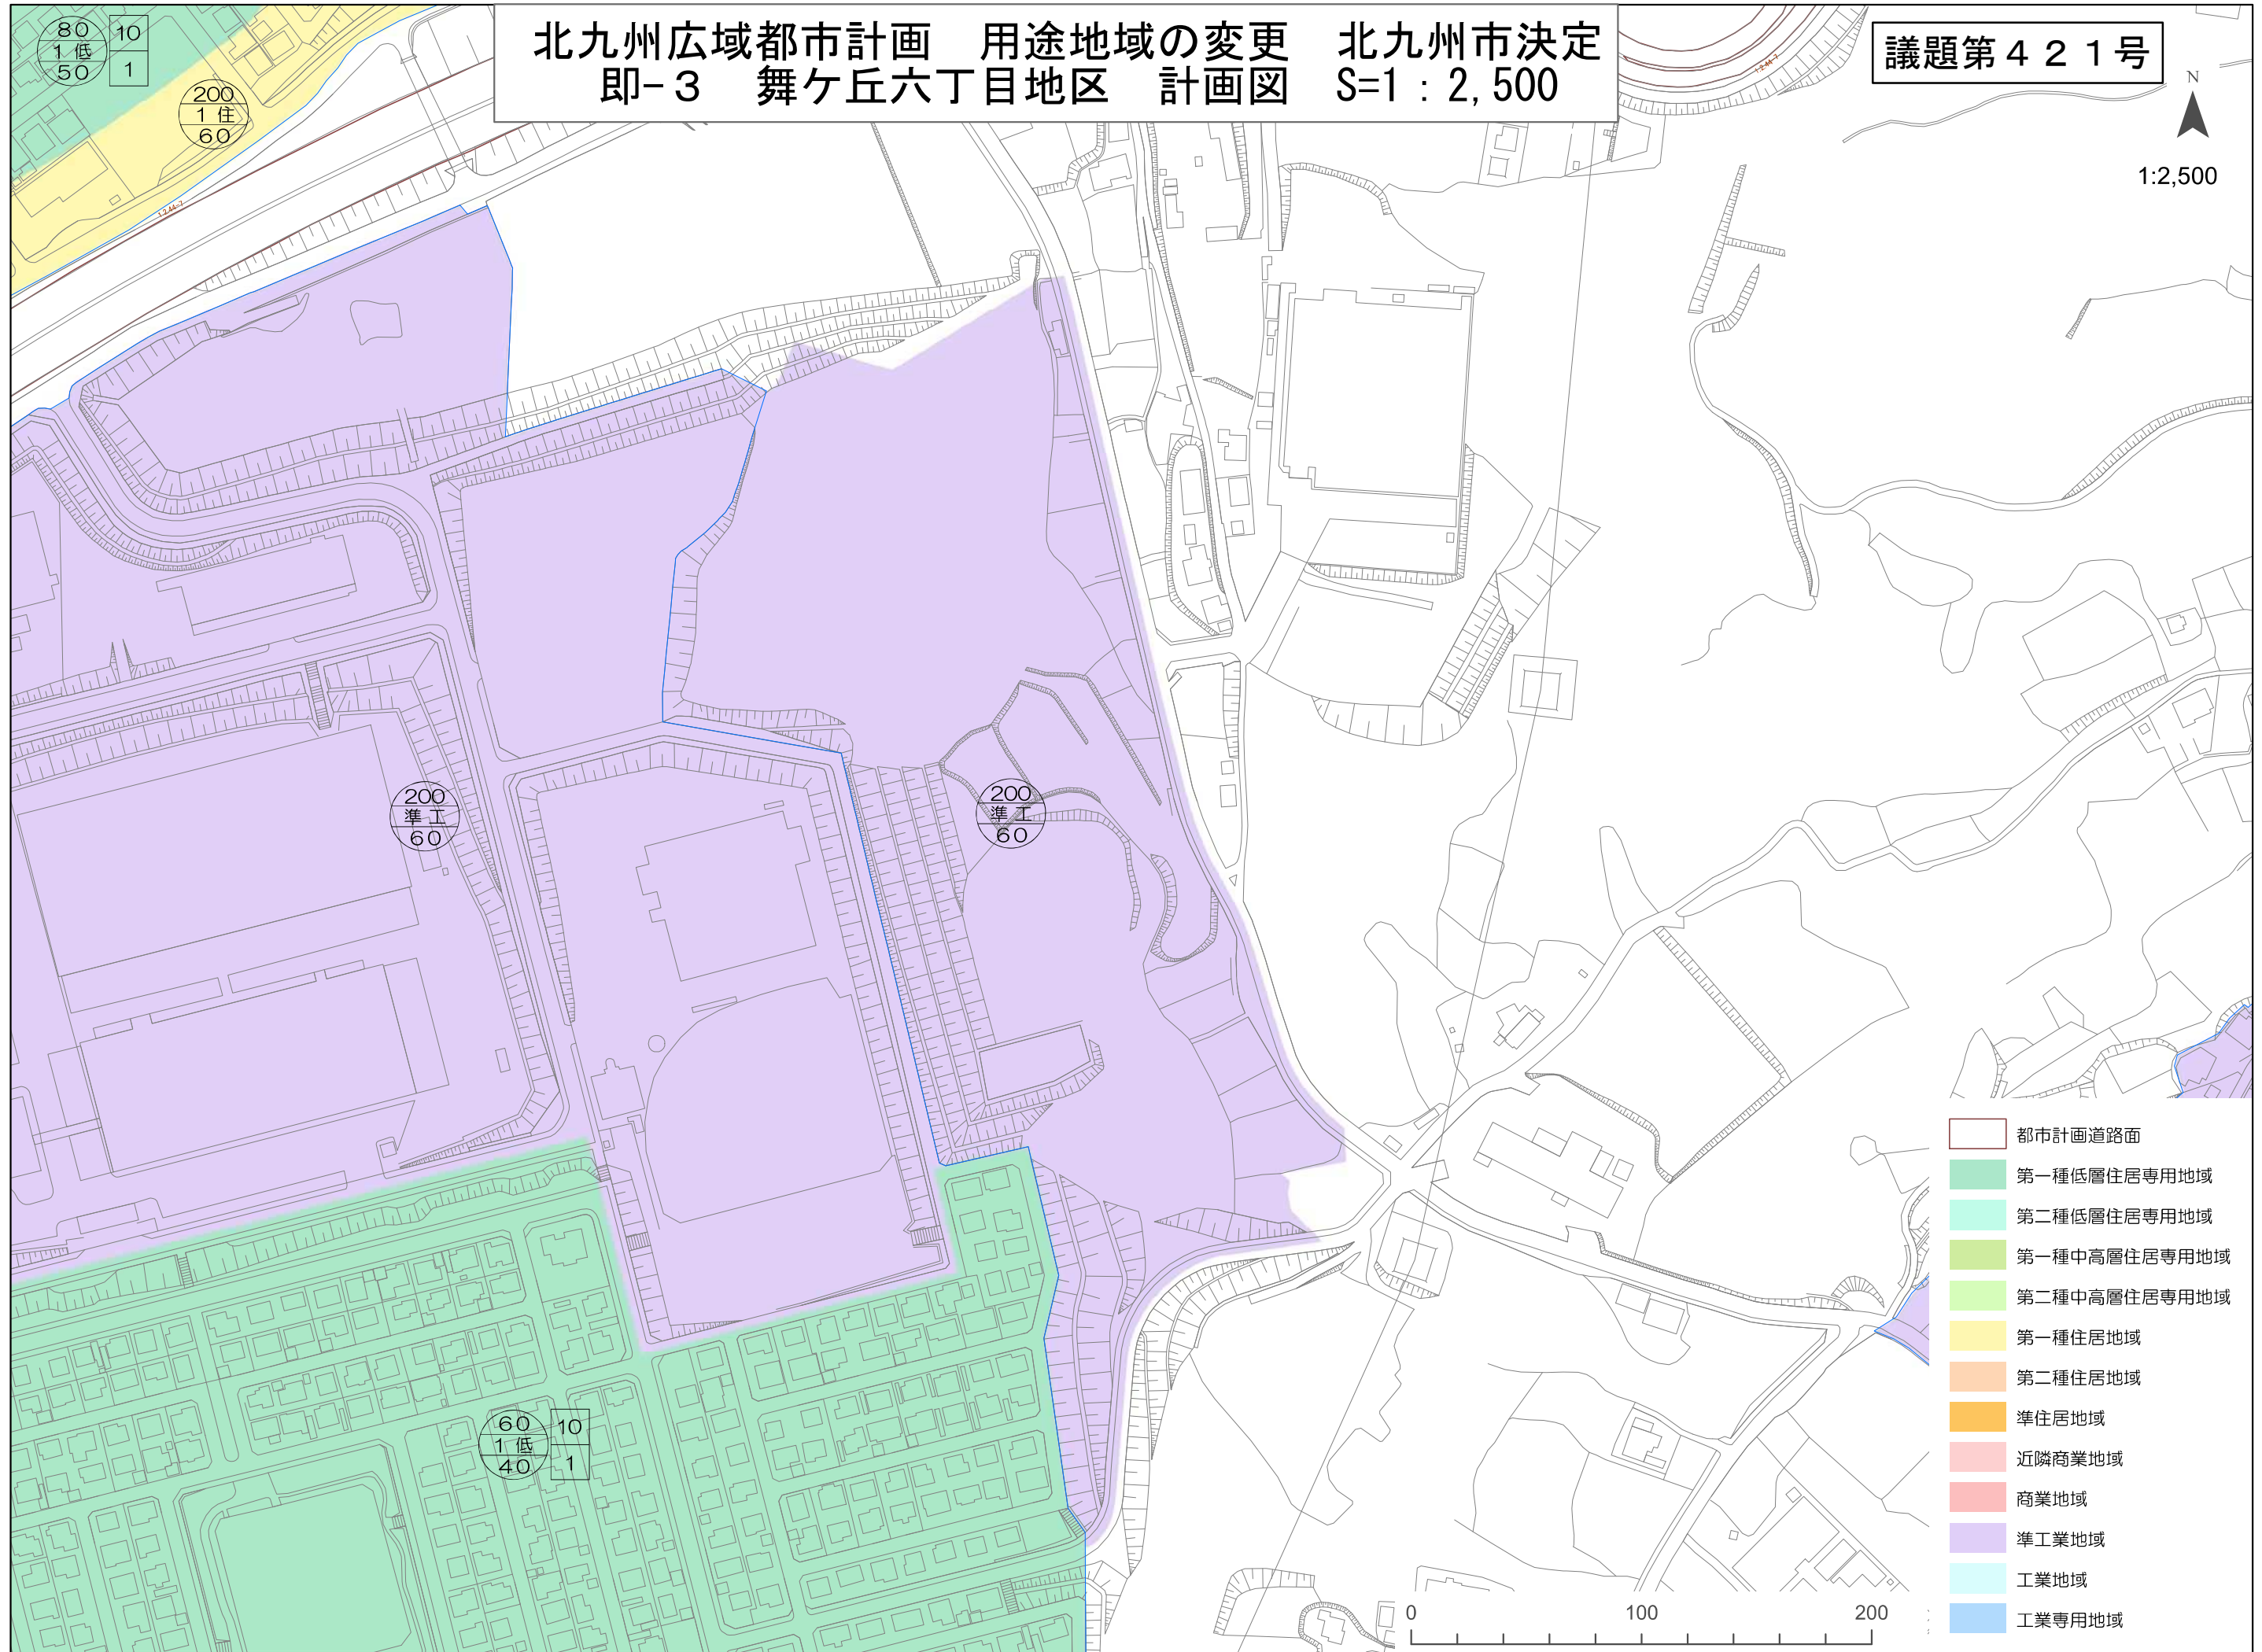 北九州広域都市計画　用途地域の変更　北九州市決定
即−３　舞ケ丘六丁目地区　計画図　S=1：2,500
議題第４２１号
N
1:2,500
80
1 低
50
10
1
200
1 住
60
1·2·44-7
1·2·44-7
200
準 工
60
200
準 工
60
60
1 低
40
10
1
都市計画道路面
第一種低層住居専用地域
第二種低層住居専用地域
第一種中高層住居専用地域
第二種中高層住居専用地域
第一種住居地域
第二種住居地域
準住居地域
近隣商業地域
商業地域
準工業地域
工業地域
工業専用地域
0 100 200